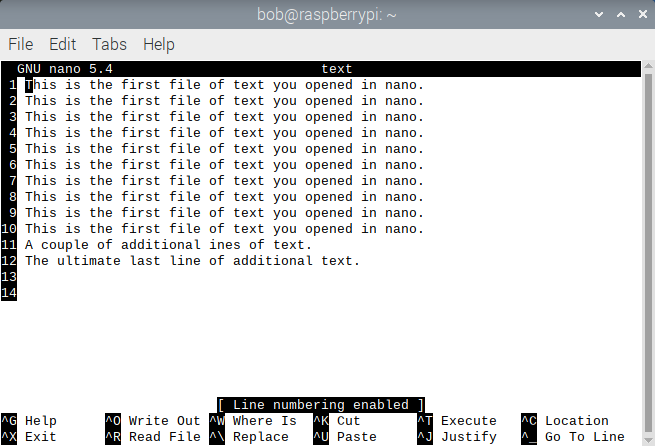 bob@raspberrypi: ~
File Edit Tabs Help
GNU nano 5.4 text
1 This is the first file of text you opened in nano.
2 This is the first file of text you opened in nano.
3 This is the first file of text you opened in nano.
4 This is the first file of text you opened in nano.
5 This is the first file of text you opened in nano.
6 This is the first file of text you opened in nano.
7 This is the first file of text you opened in nano.
8 This is the first file of text you opened in nano.
9 This is the first file of text you opened in nano.
10 This is the first file of text you opened in nano.
11 A couple of additional ines of text.
12 The ultimate last line of additional text.
13
14
[ Line numbering enabled ]
^G Help ^O Write Out ^W Where Is ^K Cut ^T Execute ^C Location
^X Exit ^R Read File ^\ Replace ^U Paste ^J Justify ^_ Go To Line